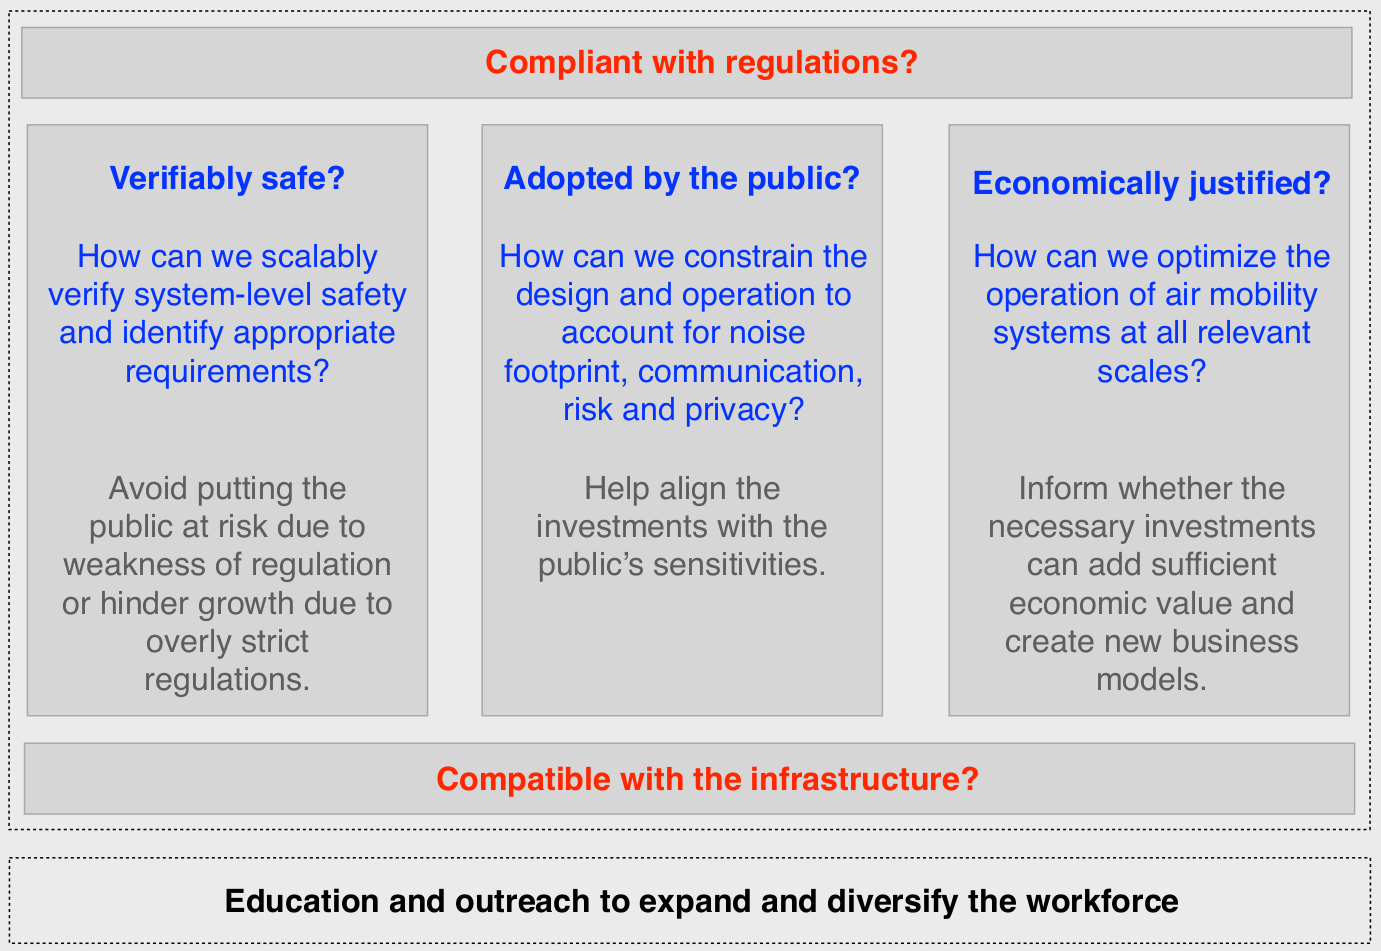 Compliant with regulations?
Verifiably safe?
How can we scalably
verify system-level safety
and identify appropriate
requirements?
Avoid putting the
public at risk due to
weakness of regulation
or hinder growth due to
overly strict
regulations.
Adopted by the public?
How can we constrain the
design and operation to
account for noise
footprint, communication,
risk and privacy?
Help align the
investments with the
public’s sensitivities.
Economically justified?
How can we optimize the
operation of air mobility
systems at all relevant
scales?
Inform whether the
necessary investments
can add sufficient
economic value and
create new business
models.
Compatible with the infrastructure?
Education and outreach to expand and diversify the workforce